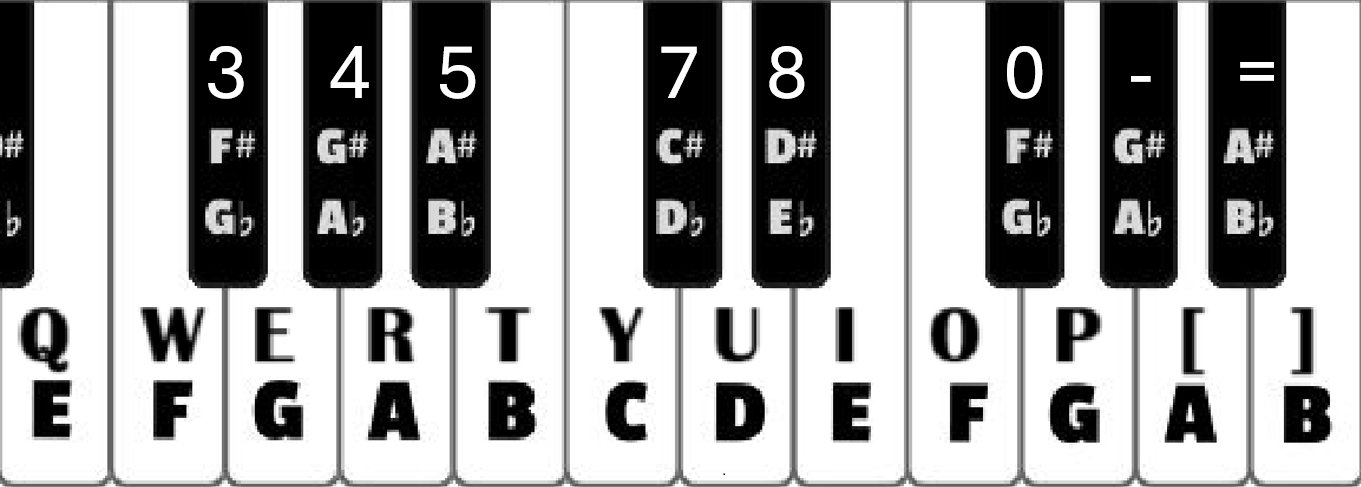 3 4 5 7 8 0 - =
# F# G# A# C# D# F# G# A#
♭ G♭ A♭ B♭ D♭ E♭ G♭ A♭ B♭
Q W E R T Y U I O P [ ]
E F G A B C D E F G A B